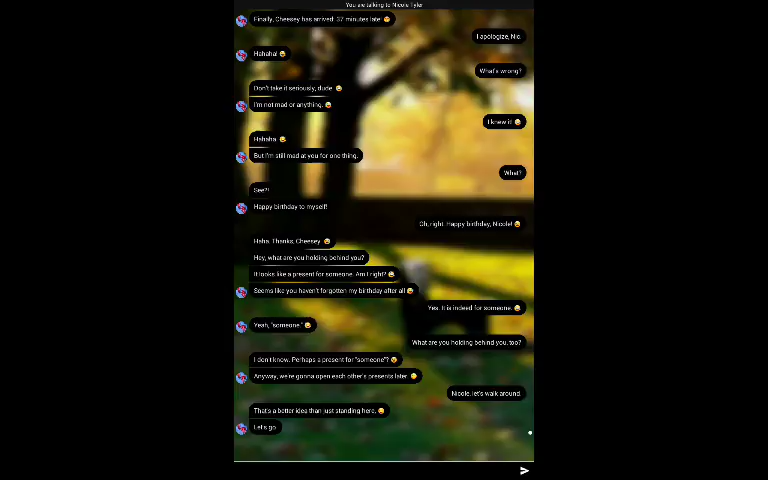 You are talking to Nicole Tyler
Finally, Cheesey has arrived. 37 minutes late. 😁
I apologize, Nic.
Hahaha! 😂
What's wrong?
Don't take it seriously, dude. 😂
I'm not mad or anything. 😂
I knew it! 😂
Hahaha. 😂
But I'm still mad at you for one thing.
What?
See?!
Happy birthday to myself!
Oh, right. Happy birthday, Nicole! 😄
Haha. Thanks, Cheesey. 😄
Hey, what are you holding behind you?
It looks like a present for someone. Am I right? 😄
Seems like you haven't forgotten my birthday after all 😄
Yes. It is indeed for someone. 😄
Yeah, "someone." 😉
What are you holding behind you, too?
I don't know. Perhaps a present for "someone"? 😉
Anyway, we're gonna open each other's presents later. 😊
Nicole, let's walk around.
That's a better idea than just standing here. 😄
Let's go